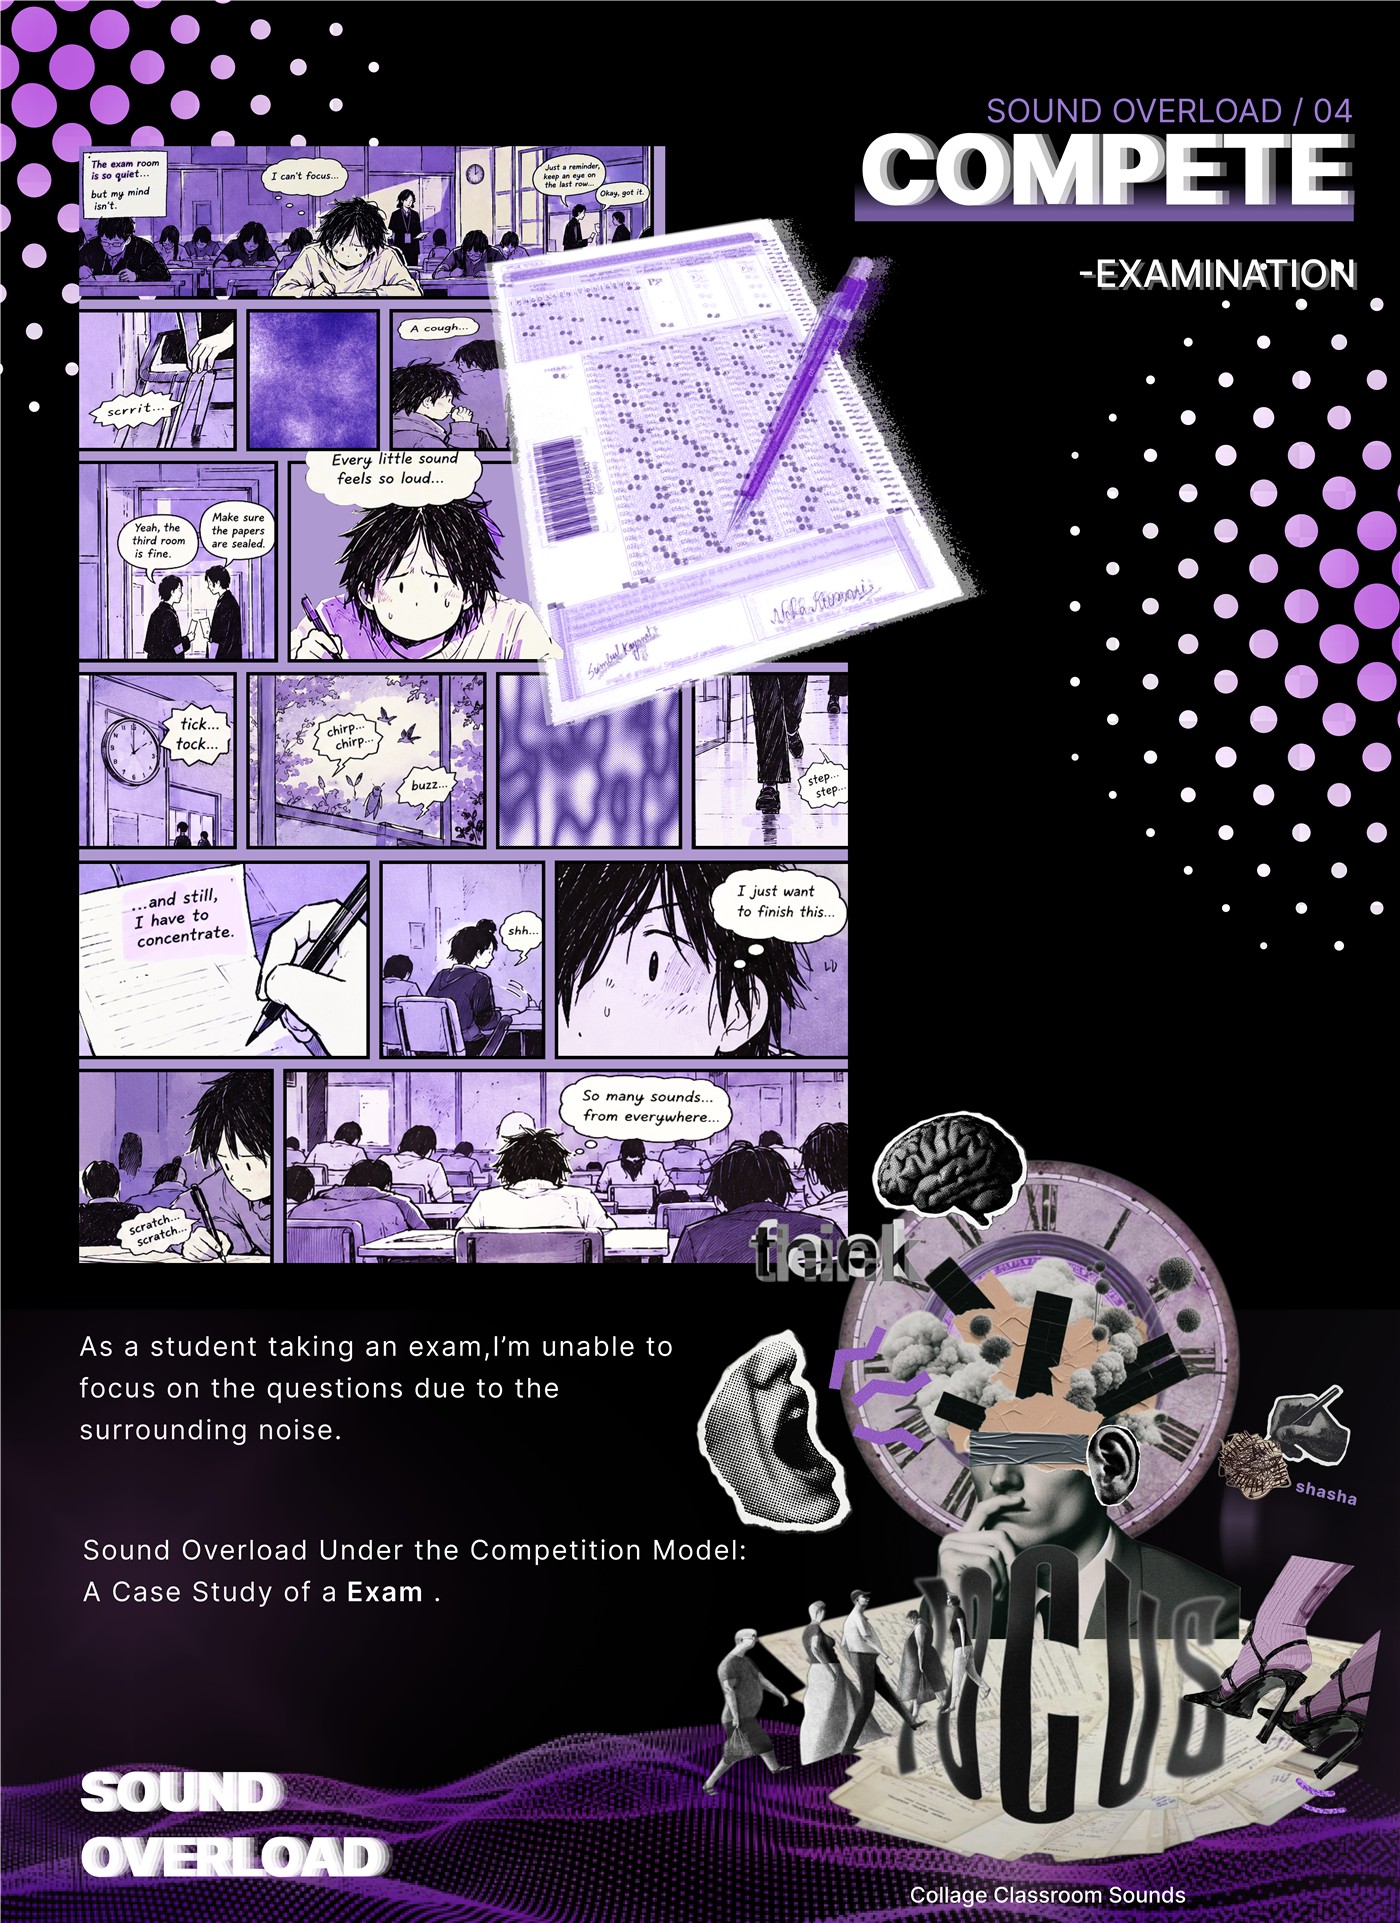 SOUND OVERLOAD / 04
COMPETE
-EXAMINATION
The exam room
is so quiet...
but my mind
isn't.
I can't focus...
Just a reminder,
keep an eye on
the last row...
Okay, got it.
scrrit...
A cough...
Yeah, the
third room
is fine.
Make sure
the papers
are sealed.
Every little sound
feels so loud...
tick...
tock...
chirp...
chirp...
buzz...
step...
step...
...and still,
I have to
concentrate.
shh...
I just want
to finish this...
scratch...
scratch...
So many sounds...
from everywhere...
As a student taking an exam,I'm unable to
focus on the questions due to the
surrounding noise.
shasha
Sound Overload Under the Competition Model:
A Case Study of a Exam .
FOCUS
SOUND
OVERLOAD
Collage Classroom Sounds